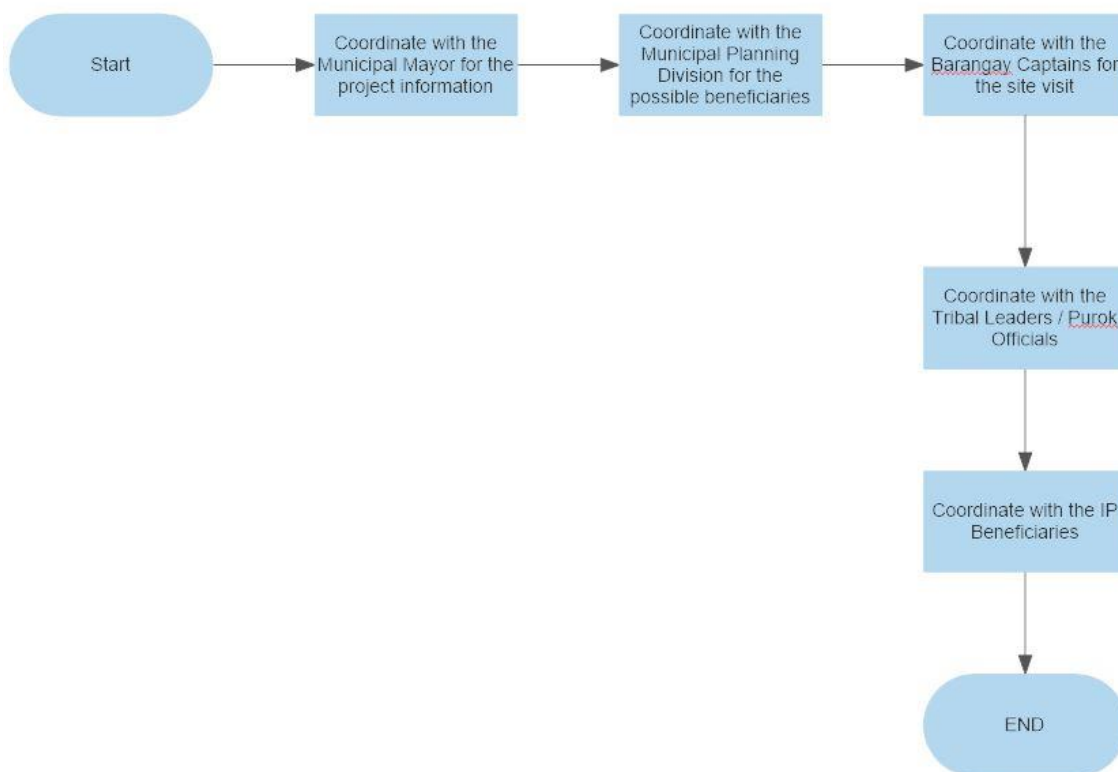 Start
Coordinate with the
Municipal Mayor for the
project information
Coordinate with the
Municipal Planning
Division for the
possible beneficiaries
Coordinate with the
Barangay Captains for
the site visit
Coordinate with the
Tribal Leaders / Purok
Officials
Coordinate with the IP
Beneficiaries
END